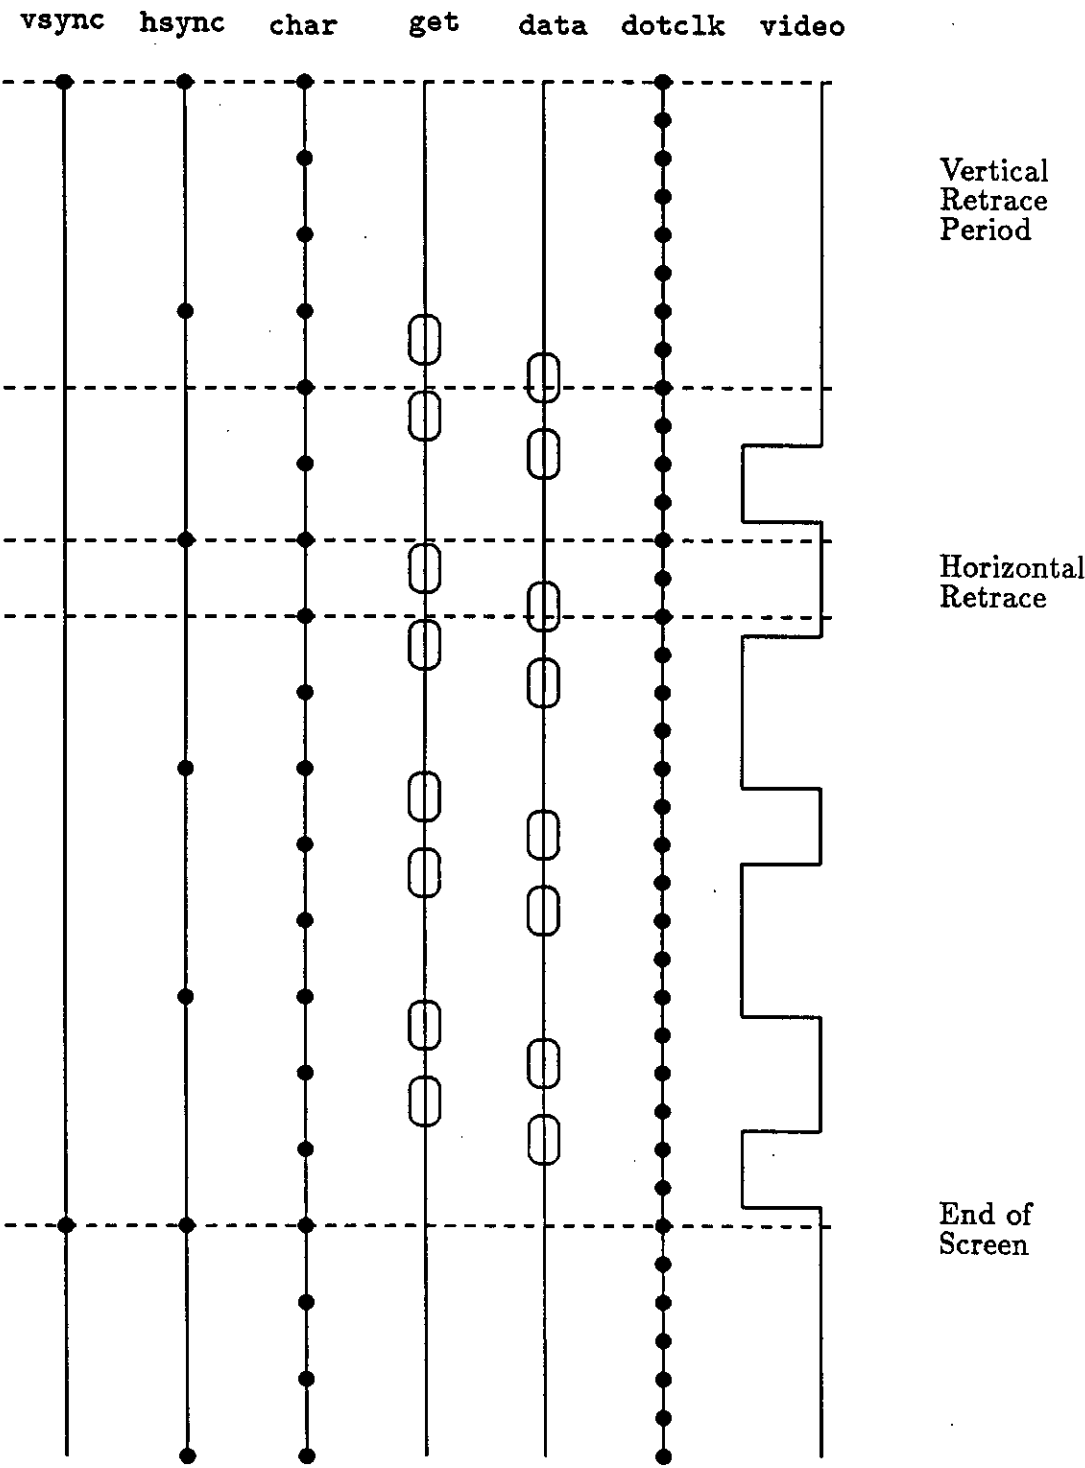 vsync hsync char get data dotclk video
Vertical
Retrace
Period
Horizontal
Retrace
End of
Screen